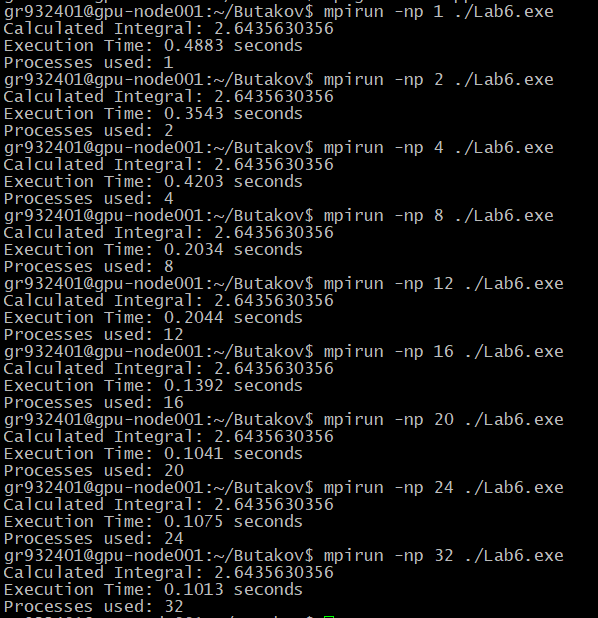 gr932401@gpu-node001:~/Butakov$ mpirun -np 1 ./Lab6.exe
Calculated Integral: 2.6435630356
Execution Time: 0.4883 seconds
Processes used: 1
gr932401@gpu-node001:~/Butakov$ mpirun -np 2 ./Lab6.exe
Calculated Integral: 2.6435630356
Execution Time: 0.3543 seconds
Processes used: 2
gr932401@gpu-node001:~/Butakov$ mpirun -np 4 ./Lab6.exe
Calculated Integral: 2.6435630356
Execution Time: 0.4203 seconds
Processes used: 4
gr932401@gpu-node001:~/Butakov$ mpirun -np 8 ./Lab6.exe
Calculated Integral: 2.6435630356
Execution Time: 0.2034 seconds
Processes used: 8
gr932401@gpu-node001:~/Butakov$ mpirun -np 12 ./Lab6.exe
Calculated Integral: 2.6435630356
Execution Time: 0.2044 seconds
Processes used: 12
gr932401@gpu-node001:~/Butakov$ mpirun -np 16 ./Lab6.exe
Calculated Integral: 2.6435630356
Execution Time: 0.1392 seconds
Processes used: 16
gr932401@gpu-node001:~/Butakov$ mpirun -np 20 ./Lab6.exe
Calculated Integral: 2.6435630356
Execution Time: 0.1041 seconds
Processes used: 20
gr932401@gpu-node001:~/Butakov$ mpirun -np 24 ./Lab6.exe
Calculated Integral: 2.6435630356
Execution Time: 0.1075 seconds
Processes used: 24
gr932401@gpu-node001:~/Butakov$ mpirun -np 32 ./Lab6.exe
Calculated Integral: 2.6435630356
Execution Time: 0.1013 seconds
Processes used: 32
gr932401@gpu-node001:~/Butakov$